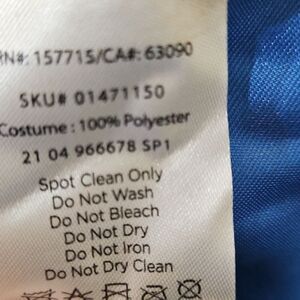 RN#: 157715/CA#: 63090
SKU# 01471150
Costume : 100% Polyester
21 04 966678 SP1
Spot Clean Only
Do Not Wash
Do Not Bleach
Do Not Dry
Do Not Iron
Do Not Dry Clean